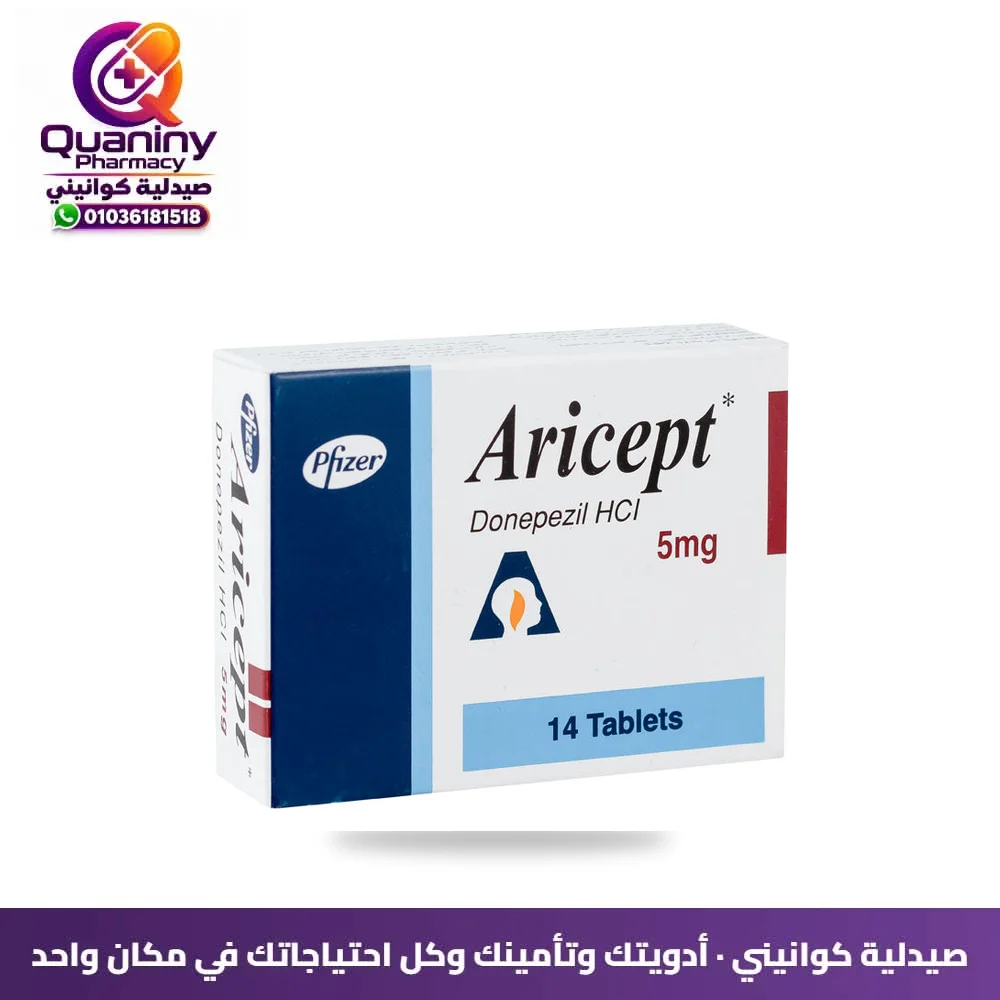 Quaniny
Pharmacy
صيدلية كوانيني
01036181518
Pfizer
Aricept*
Donepezil HCl
5mg
14 Tablets
Pfizer
Aricept*
Donepezil HCl 5mg
صيدلية كوانيني · أدويتك وتأمينك وكل احتياجاتك في مكان واحد